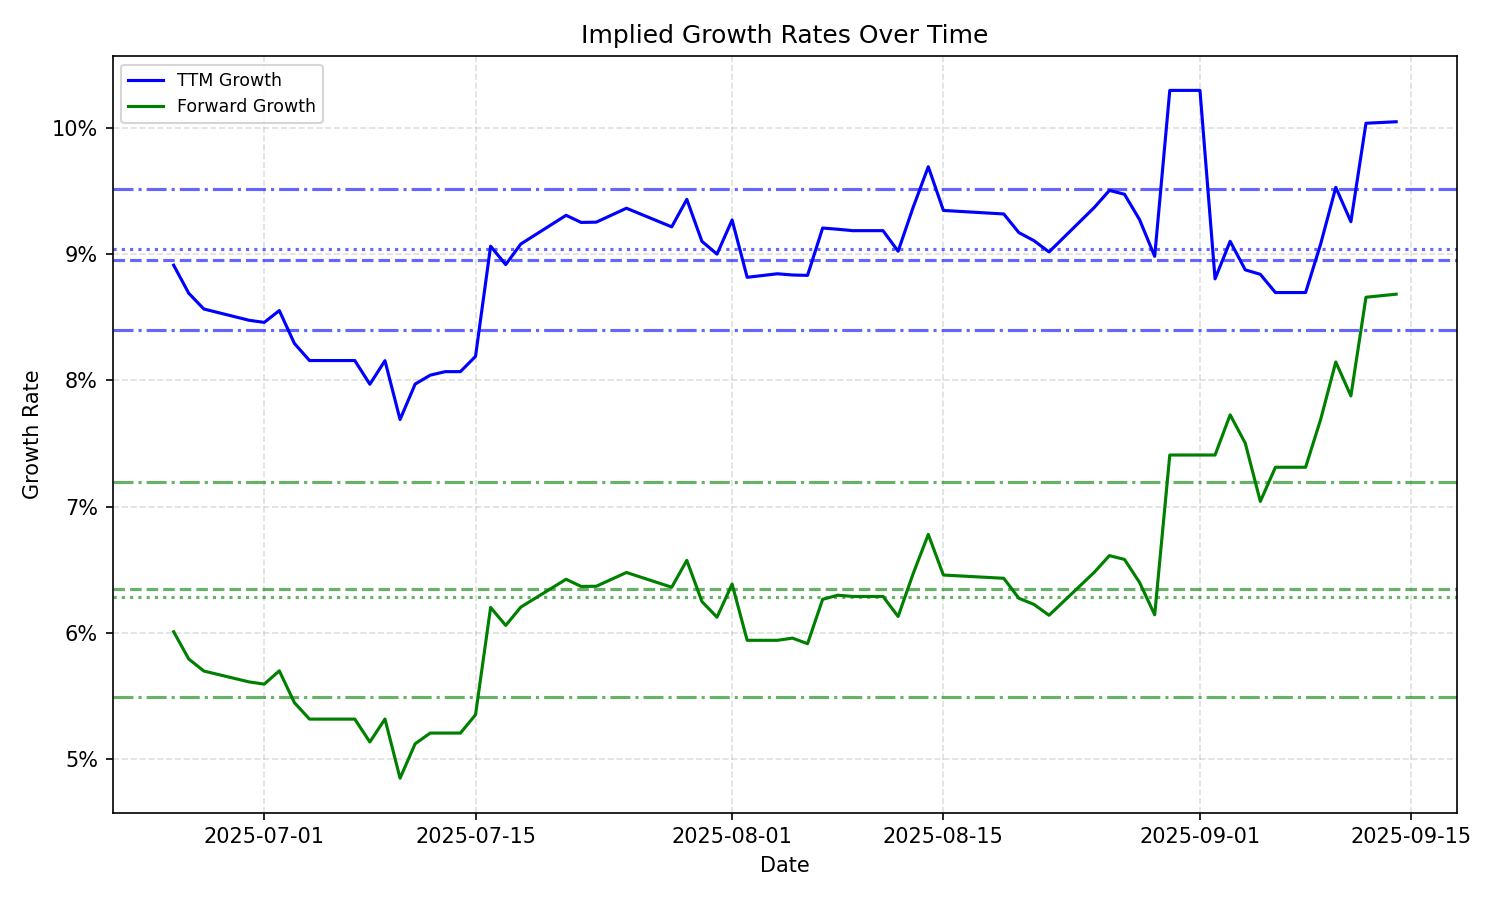 Implied Growth Rates Over Time
TTM Growth
Forward Growth
10%
9%
8%
7%
6%
5%
Growth Rate
2025-07-01
2025-07-15
2025-08-01
2025-08-15
2025-09-01
2025-09-15
Date